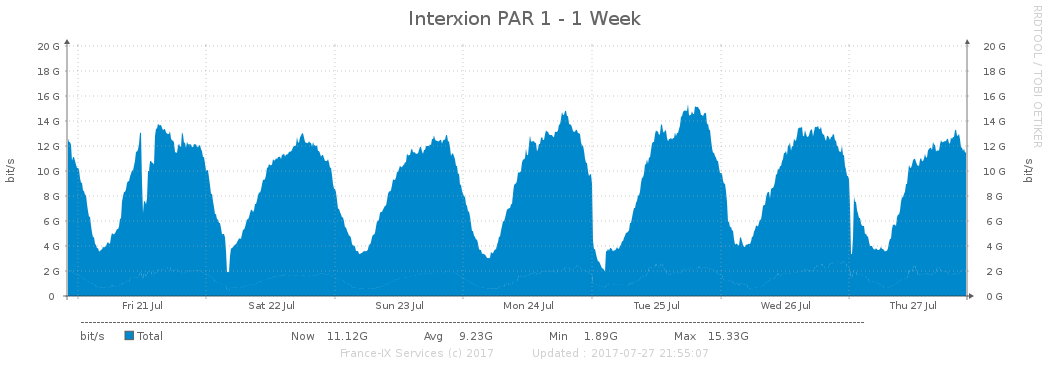 Interxion PAR 1 - 1 Week
RRDTOOL / TOBI OETIKER
bit/s
20 G 20 G
18 G 18 G
16 G 16 G
14 G 14 G
12 G 12 G
10 G 10 G
8 G 8 G
6 G 6 G
4 G 4 G
2 G 2 G
0 0 G
bit/s
Fri 21 Jul Sat 22 Jul Sun 23 Jul Mon 24 Jul Tue 25 Jul Wed 26 Jul Thu 27 Jul
bit/s Total Now 11.12G Avg 9.23G Min 1.89G Max 15.33G
France-IX Services (c) 2017 Updated : 2017-07-27 21:55:07